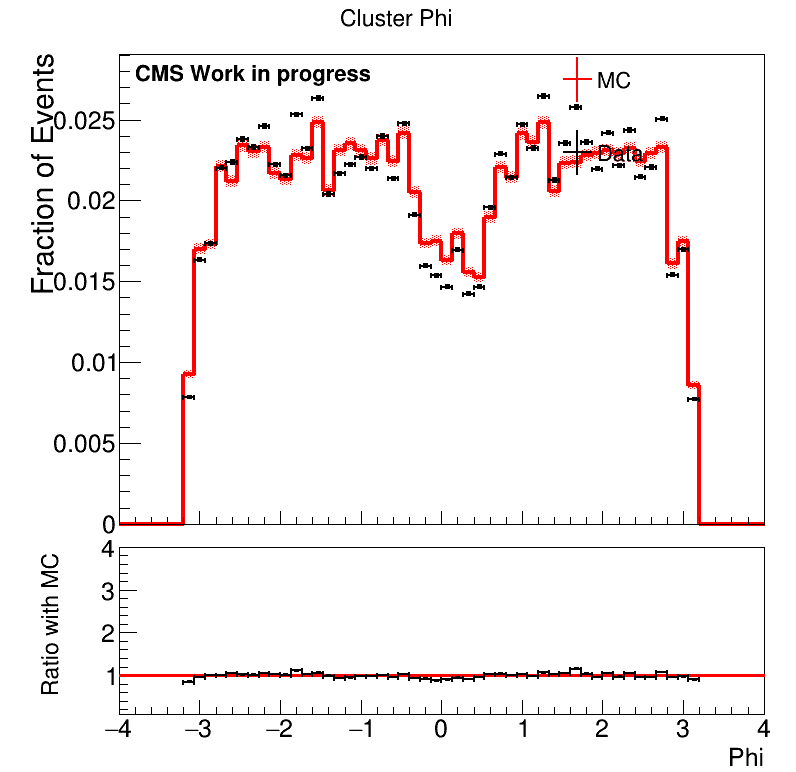 Cluster Phi
CMS Work in progress
MC
Data
Fraction of Events
0.025
0.02
0.015
0.01
0.005
0
Ratio with MC
4
3
2
1
−4 −3 −2 −1 0 1 2 3 4
Phi